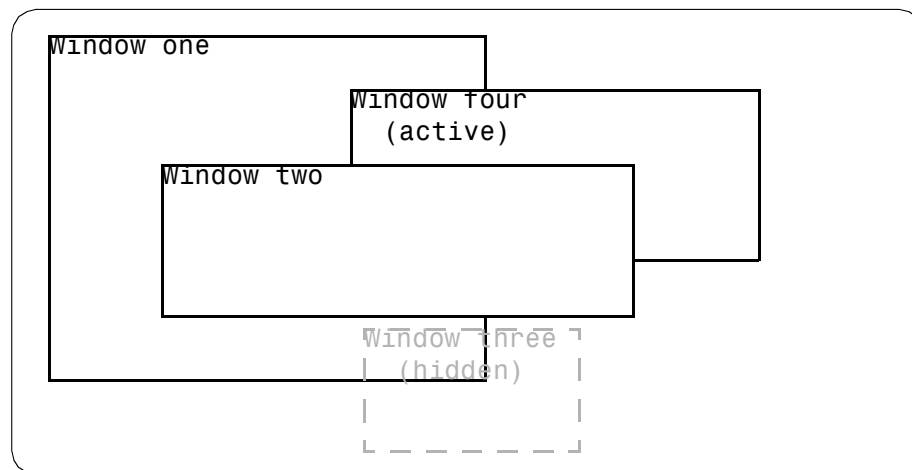 Window one
Window four
(active)
Window two
Window three
(hidden)